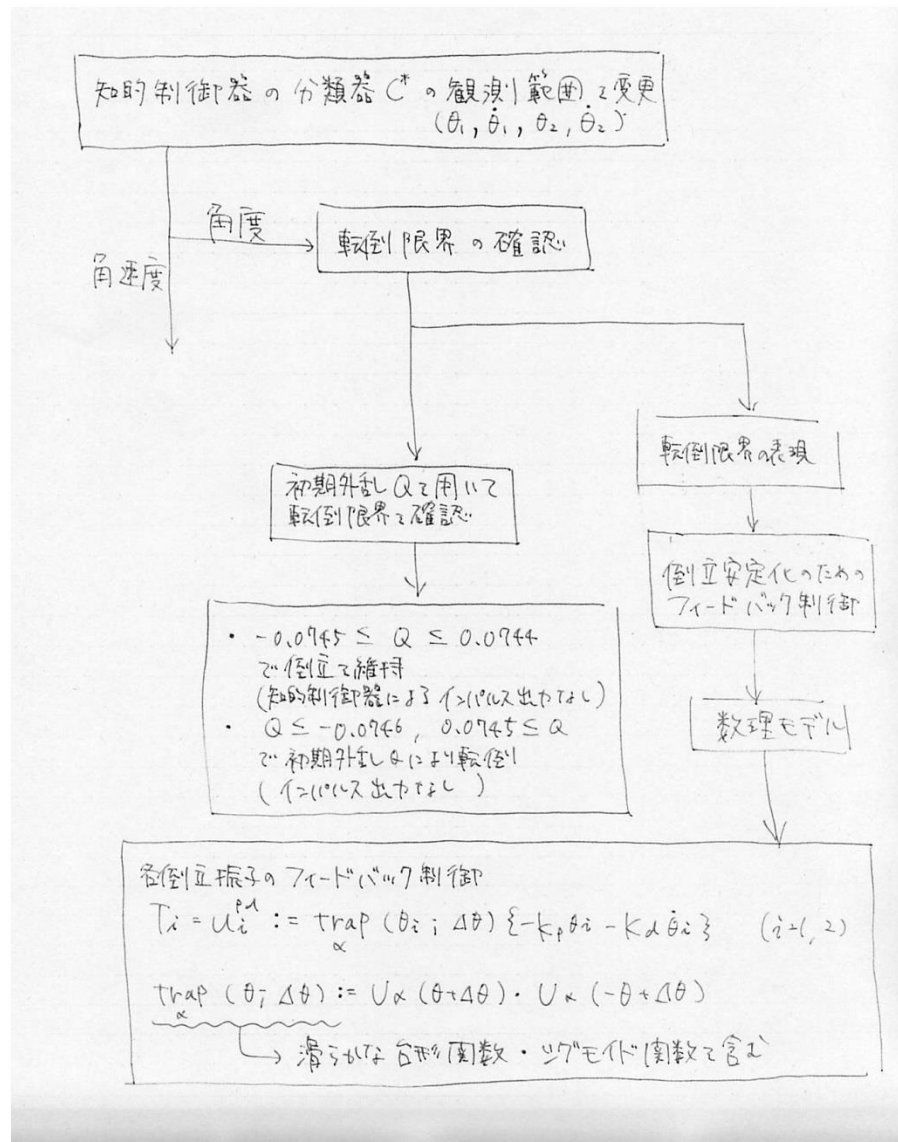 知的制御器の分類器 C* の観測範囲を変更
(θ₁, θ̇₁, θ₂, θ̇₂)
角度
転倒限界の確認
角速度
転倒限界の表現
初期外乱Qを用いて
転倒限界を確認
倒立安定化のための
フィードバック制御
・ -0.0745 ≤ Q ≤ 0.0744
で倒立を維持
(知的制御器によるインパルス出力なし)
・ Q ≤ -0.0746, 0.0745 ≤ Q
で初期外乱Qにより転倒
(インパルス出力なし)
数理モデル
各倒立振子のフィードバック制御
Tᵢ = uᵢᵖᵈ := trap_α (θᵢ ; Δθ) {-kₚθᵢ - k_d θ̇ᵢ} (i=1, 2)
trap_α (θ; Δθ) := U_α (θ+Δθ)・U_α (-θ+Δθ)
→ 滑らかな台形関数・シグモイド関数を含む